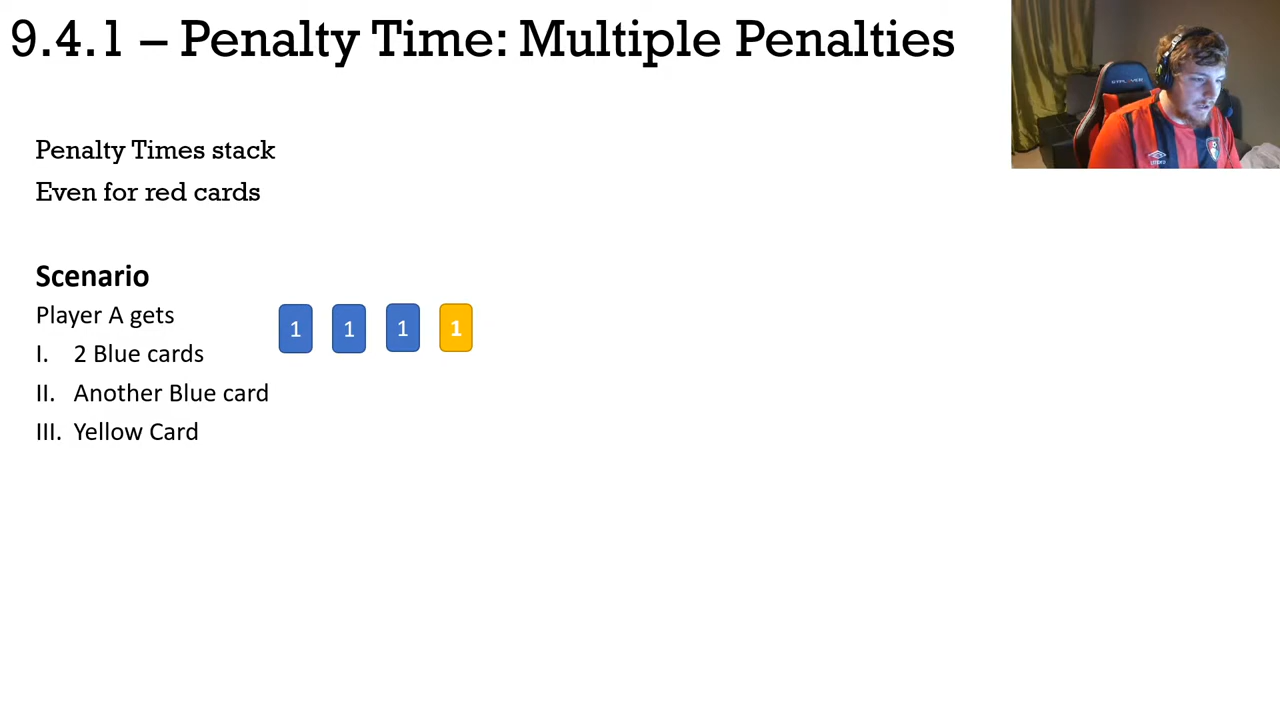 9.4.1 – Penalty Time: Multiple Penalties
Penalty Times stack
Even for red cards
Scenario
Player A gets
1 1 1 1
I. 2 Blue cards
II. Another Blue card
III. Yellow Card
umbro